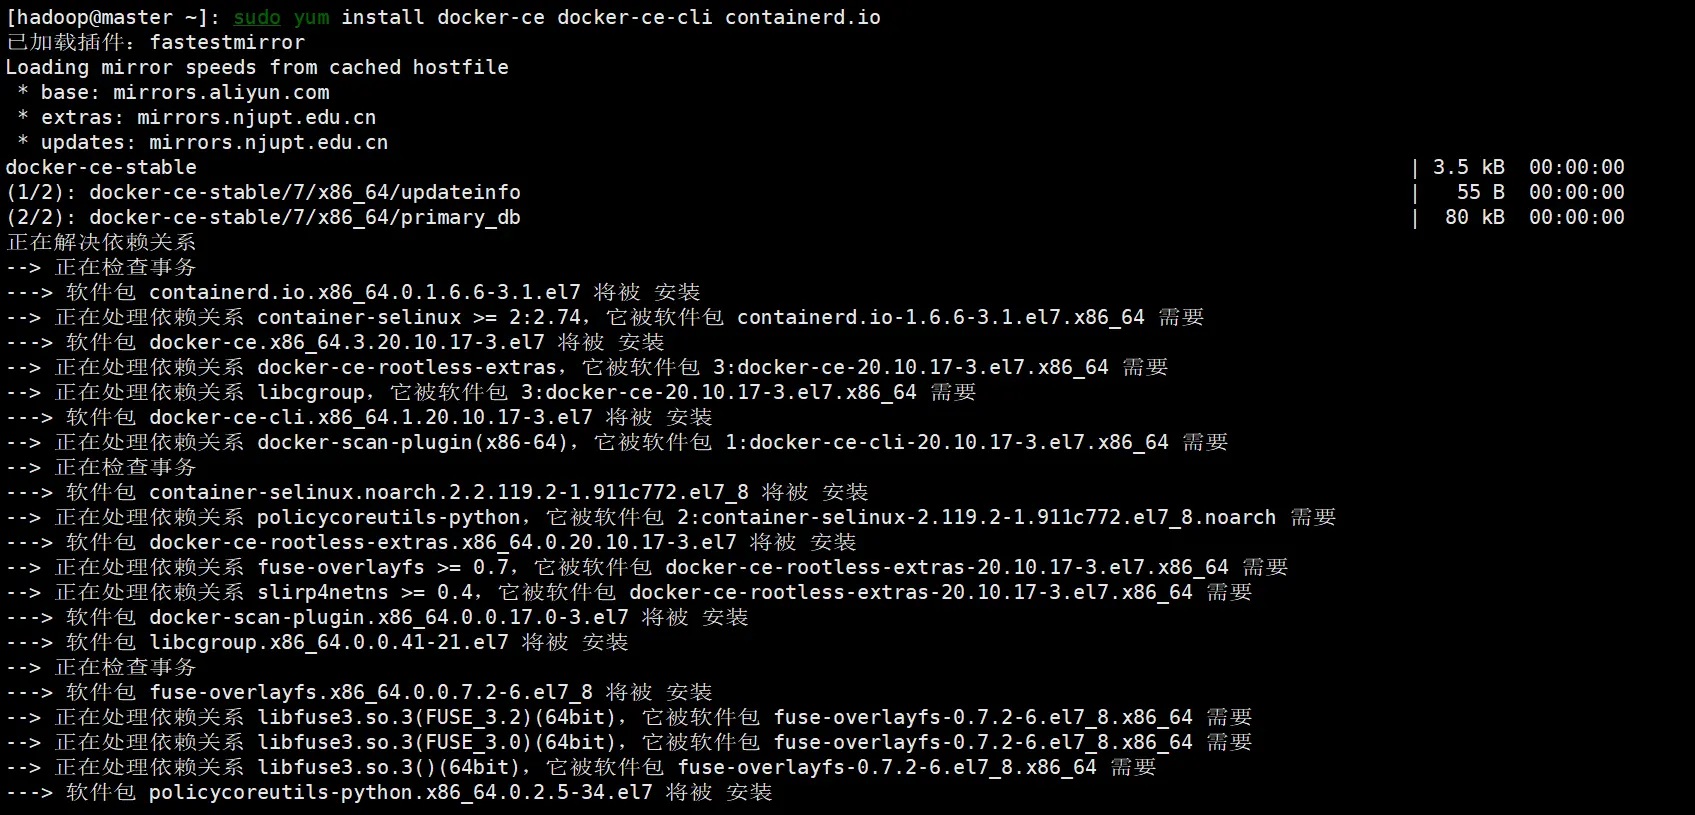 [hadoop@master ~]: sudo yum install docker-ce docker-ce-cli containerd.io
已加载插件：fastestmirror
Loading mirror speeds from cached hostfile
 * base: mirrors.aliyun.com
 * extras: mirrors.njupt.edu.cn
 * updates: mirrors.njupt.edu.cn
docker-ce-stable | 3.5 kB 00:00:00
(1/2): docker-ce-stable/7/x86_64/updateinfo | 55 B 00:00:00
(2/2): docker-ce-stable/7/x86_64/primary_db | 80 kB 00:00:00
正在解决依赖关系
--> 正在检查事务
---> 软件包 containerd.io.x86_64.0.1.6.6-3.1.el7 将被 安装
--> 正在处理依赖关系 container-selinux >= 2:2.74，它被软件包 containerd.io-1.6.6-3.1.el7.x86_64 需要
---> 软件包 docker-ce.x86_64.3.20.10.17-3.el7 将被 安装
--> 正在处理依赖关系 docker-ce-rootless-extras，它被软件包 3:docker-ce-20.10.17-3.el7.x86_64 需要
--> 正在处理依赖关系 libcgroup，它被软件包 3:docker-ce-20.10.17-3.el7.x86_64 需要
---> 软件包 docker-ce-cli.x86_64.1.20.10.17-3.el7 将被 安装
--> 正在处理依赖关系 docker-scan-plugin(x86-64)，它被软件包 1:docker-ce-cli-20.10.17-3.el7.x86_64 需要
--> 正在检查事务
---> 软件包 container-selinux.noarch.2.2.119.2-1.911c772.el7_8 将被 安装
--> 正在处理依赖关系 policycoreutils-python，它被软件包 2:container-selinux-2.119.2-1.911c772.el7_8.noarch 需要
---> 软件包 docker-ce-rootless-extras.x86_64.0.20.10.17-3.el7 将被 安装
--> 正在处理依赖关系 fuse-overlayfs >= 0.7，它被软件包 docker-ce-rootless-extras-20.10.17-3.el7.x86_64 需要
--> 正在处理依赖关系 slirp4netns >= 0.4，它被软件包 docker-ce-rootless-extras-20.10.17-3.el7.x86_64 需要
---> 软件包 docker-scan-plugin.x86_64.0.0.17.0-3.el7 将被 安装
---> 软件包 libcgroup.x86_64.0.0.41-21.el7 将被 安装
--> 正在检查事务
---> 软件包 fuse-overlayfs.x86_64.0.0.7.2-6.el7_8 将被 安装
--> 正在处理依赖关系 libfuse3.so.3(FUSE_3.2)(64bit)，它被软件包 fuse-overlayfs-0.7.2-6.el7_8.x86_64 需要
--> 正在处理依赖关系 libfuse3.so.3(FUSE_3.0)(64bit)，它被软件包 fuse-overlayfs-0.7.2-6.el7_8.x86_64 需要
--> 正在处理依赖关系 libfuse3.so.3()(64bit)，它被软件包 fuse-overlayfs-0.7.2-6.el7_8.x86_64 需要
---> 软件包 policycoreutils-python.x86_64.0.2.5-34.el7 将被 安装